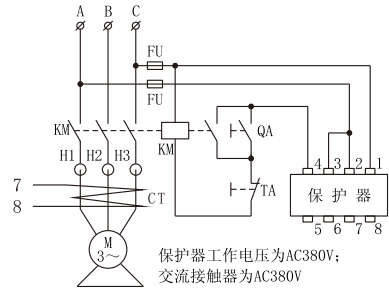 A B C
FU
FU
KM
KM
QA
H1 H2 H3
TA
7
8
CT
4 3 2 1
保护器
5 6 7 8
M
3～
保护器工作电压为AC380V；
交流接触器为AC380V